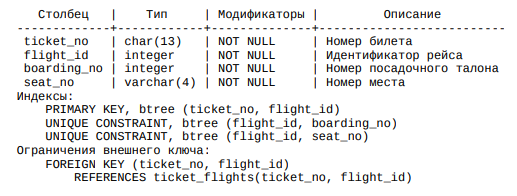 Столбец | Тип | Модификаторы | Описание
------------+------------+--------------+--------------------------
ticket_no | char(13) | NOT NULL | Номер билета
flight_id | integer | NOT NULL | Идентификатор рейса
boarding_no | integer | NOT NULL | Номер посадочного талона
seat_no | varchar(4) | NOT NULL | Номер места
Индексы:
PRIMARY KEY, btree (ticket_no, flight_id)
UNIQUE CONSTRAINT, btree (flight_id, boarding_no)
UNIQUE CONSTRAINT, btree (flight_id, seat_no)
Ограничения внешнего ключа:
FOREIGN KEY (ticket_no, flight_id)
REFERENCES ticket_flights(ticket_no, flight_id)